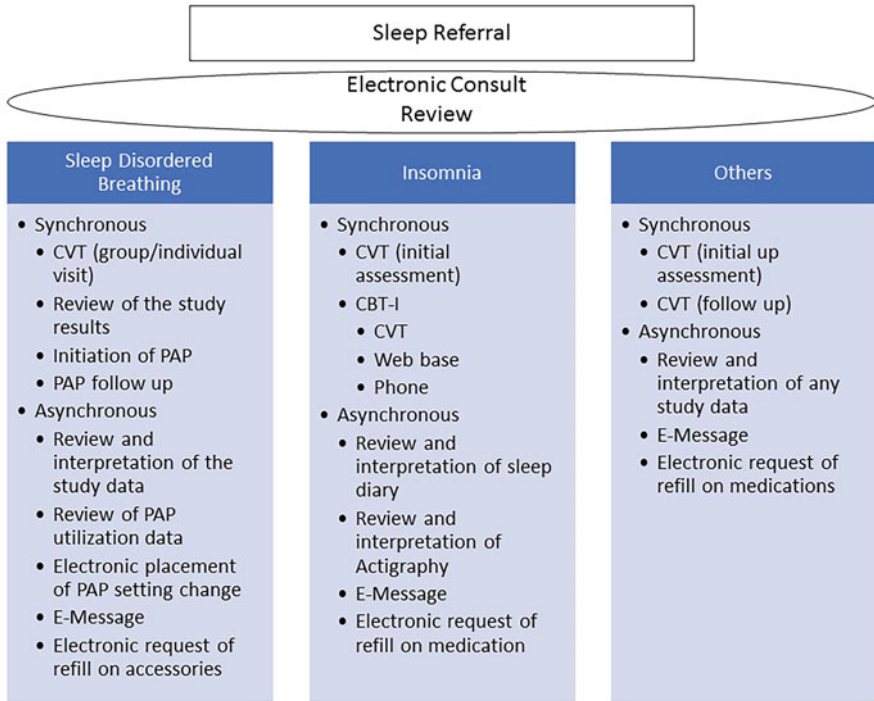 Sleep Referral
Electronic Consult
Review
Sleep Disordered
Breathing
• Synchronous
• CVT (group/individual
visit)
• Review of the study
results
• Initiation of PAP
• PAP follow up
• Asynchronous
• Review and
interpretation of the
study data
• Review of PAP
utilization data
• Electronic placement
of PAP setting change
• E-Message
• Electronic request of
refill on accessories
Insomnia
• Synchronous
• CVT (initial
assessment)
• CBT-I
• CVT
• Web base
• Phone
• Asynchronous
• Review and
interpretation of sleep
diary
• Review and
interpretation of
Actigraphy
• E-Message
• Electronic request of
refill on medication
Others
• Synchronous
• CVT (initial up
assessment)
• CVT (follow up)
• Asynchronous
• Review and
interpretation of any
study data
• E-Message
• Electronic request of
refill on medications